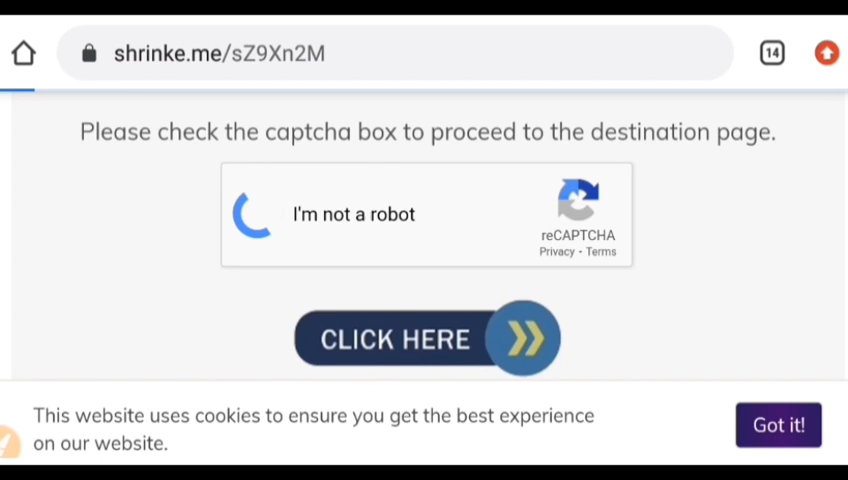 shrinke.me/sZ9Xn2M
14
Please check the captcha box to proceed to the destination page.
I'm not a robot
reCAPTCHA
Privacy - Terms
CLICK HERE
This website uses cookies to ensure you get the best experience
on our website.
Got it!